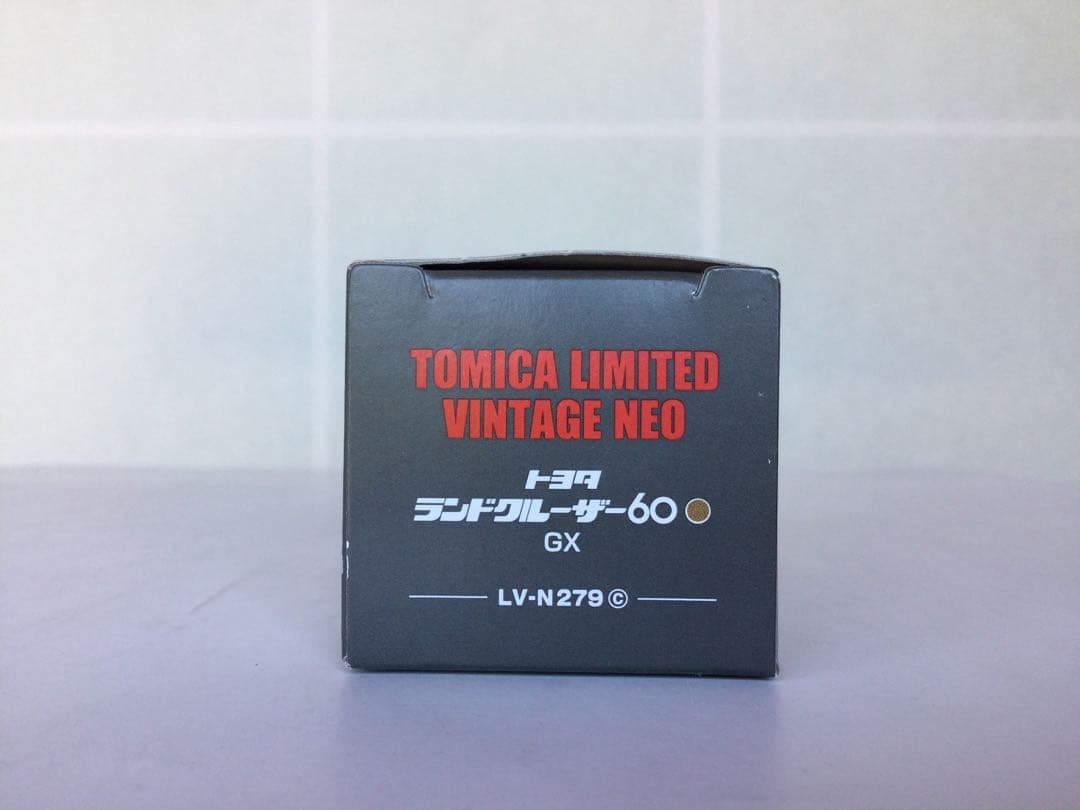 TOMICA LIMITED
VINTAGE NEO
トヨタ
ランドクルーザー60
GX
LV-N279ⓒ